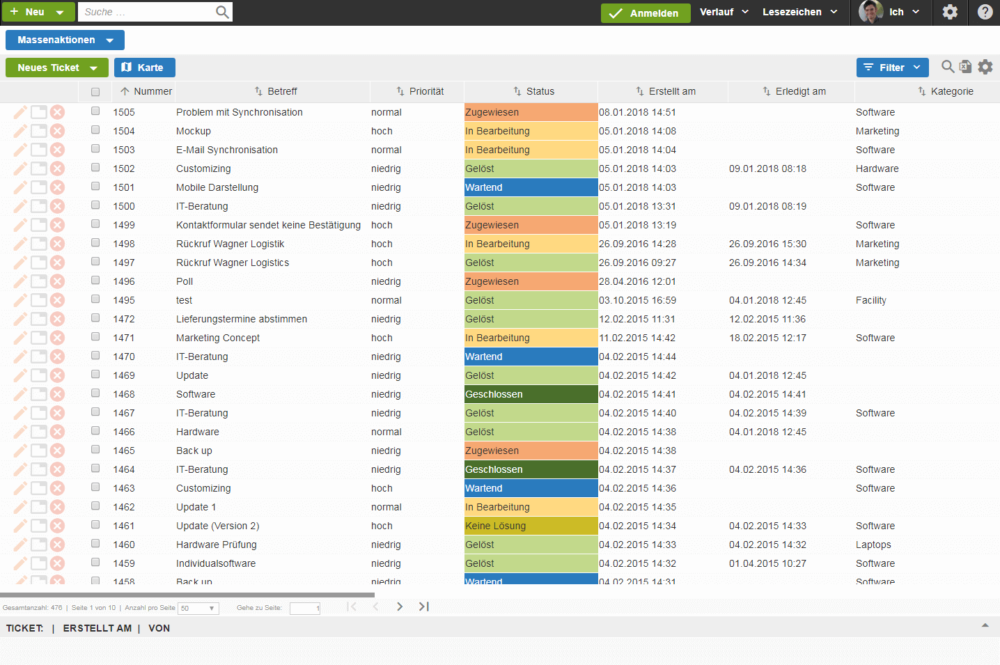 + Neu Suche ... Anmelden Verlauf Lesezeichen Ich ?
Massenaktionen
Neues Ticket Karte Filter
Nummer Betreff Priorität Status Erstellt am Erledigt am Kategorie
1505 Problem mit Synchronisation normal Zugewiesen 08.01.2018 14:51 Software
1504 Mockup hoch In Bearbeitung 05.01.2018 14:08 Marketing
1503 E-Mail Synchronisation normal In Bearbeitung 05.01.2018 14:04 Software
1502 Customizing niedrig Gelöst 05.01.2018 14:03 09.01.2018 08:18 Hardware
1501 Mobile Darstellung niedrig Wartend 05.01.2018 14:03 Software
1500 IT-Beratung niedrig Gelöst 05.01.2018 13:31 09.01.2018 08:19
1499 Kontaktformular sendet keine Bestätigung hoch Zugewiesen 05.01.2018 13:19 Software
1498 Rückruf Wagner Logistik hoch In Bearbeitung 26.09.2016 14:28 26.09.2016 15:30 Marketing
1497 Rückruf Wagner Logistics hoch Gelöst 26.09.2016 09:27 26.09.2016 14:34 Marketing
1496 Poll niedrig Zugewiesen 28.04.2016 12:01
1495 test normal Gelöst 03.10.2015 16:59 04.01.2018 12:45 Facility
1472 Lieferungstermine abstimmen niedrig Gelöst 12.02.2015 11:31 12.02.2015 11:36
1471 Marketing Concept hoch In Bearbeitung 11.02.2015 14:42 18.02.2015 12:17 Software
1470 IT-Beratung niedrig Wartend 04.02.2015 14:44
1469 Update niedrig Gelöst 04.02.2015 14:42 04.01.2018 12:45
1468 Software niedrig Geschlossen 04.02.2015 14:41 04.02.2015 14:41
1467 IT-Beratung niedrig Gelöst 04.02.2015 14:40 04.02.2015 14:39 Software
1466 Hardware normal Gelöst 04.02.2015 14:38 04.01.2018 12:45
1465 Back up niedrig Zugewiesen 04.02.2015 14:38
1464 IT-Beratung niedrig Geschlossen 04.02.2015 14:37 04.02.2015 14:36 Software
1463 Customizing hoch Wartend 04.02.2015 14:36 Software
1462 Update 1 normal In Bearbeitung 04.02.2015 14:35
1461 Update (Version 2) hoch Keine Lösung 04.02.2015 14:34 04.02.2015 14:33 Software
1460 Hardware Prüfung niedrig Gelöst 04.02.2015 14:33 04.02.2015 14:32 Laptops
1459 Individualsoftware niedrig Gelöst 04.02.2015 14:32 01.04.2015 10:27 Software
1458 Back up niedrig Wartend 04.02.2015 14:31 Software
Gesamtanzahl: 476 | Seite 1 von 10 | Anzahl pro Seite 50 Gehe zu Seite: 1
TICKET: | ERSTELLT AM | VON